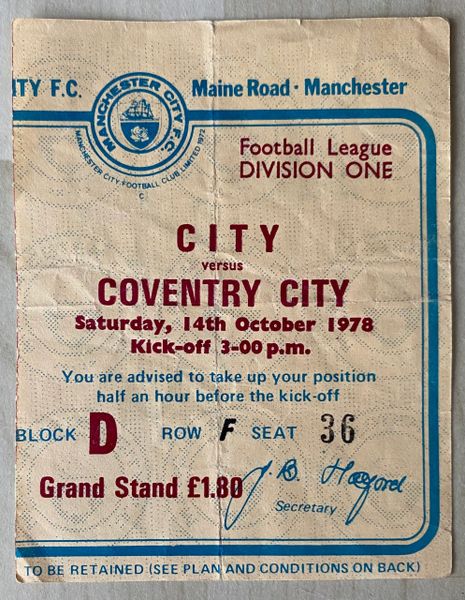 ITY F.C.
Maine Road · Manchester
MANCHESTER CITY F.C.
MANCHESTER CITY FOOTBALL CLUB LIMITED 1972
C
Football League
DIVISION ONE
CITY
versus
COVENTRY CITY
Saturday, 14th October 1978
Kick-off 3-00 p.m.
You are advised to take up your position
half an hour before the kick-off
BLOCK D ROW F SEAT 36
Grand Stand £1.80
J. B. Halford
Secretary
TO BE RETAINED (SEE PLAN AND CONDITIONS ON BACK)